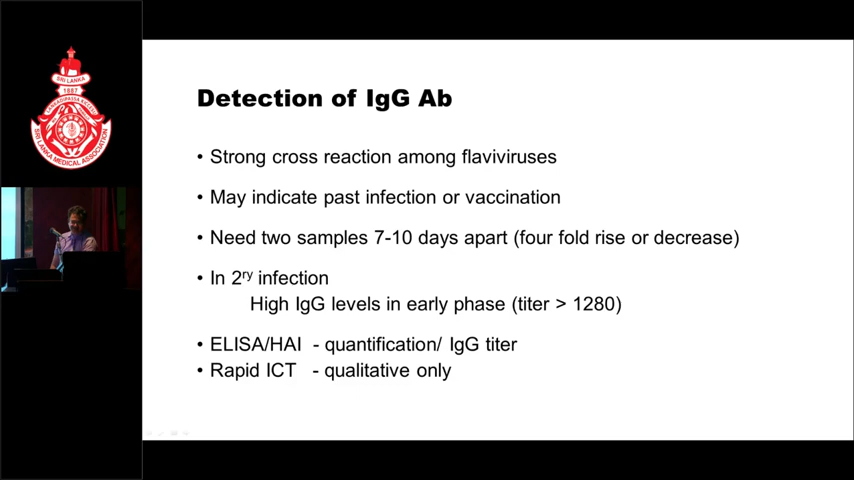 SRI LANKA
1887
SRI LANKA MEDICAL ASSOCIATION
Detection of IgG Ab
• Strong cross reaction among flaviviruses
• May indicate past infection or vaccination
• Need two samples 7-10 days apart (four fold rise or decrease)
• In 2ry infection
High IgG levels in early phase (titer > 1280)
• ELISA/HAI - quantification/ IgG titer
• Rapid ICT - qualitative only